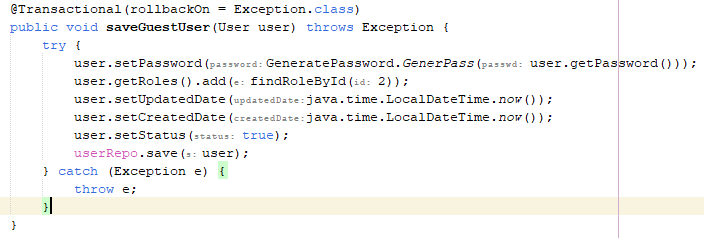 @Transactional(rollbackOn = Exception.class)
public void saveGuestUser(User user) throws Exception {
try {
user.setPassword(password: GeneratePassword.GenerPass(passwd: user.getPassword()));
user.getRoles().add(e: findRoleById(id: 2));
user.setUpdatedDate(updatedDate: java.time.LocalDateTime.now());
user.setCreatedDate(createdDate: java.time.LocalDateTime.now());
user.setStatus(status: true);
userRepo.save(s: user);
} catch (Exception e) {
throw e;
}
}